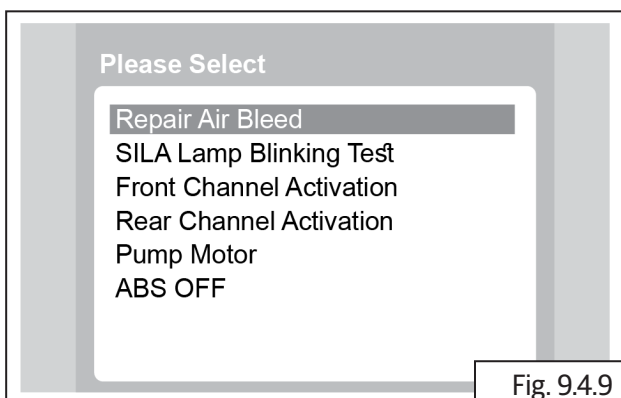 Please Select
Repair Air Bleed
SILA Lamp Blinking Test
Front Channel Activation
Rear Channel Activation
Pump Motor
ABS OFF
Fig. 9.4.9